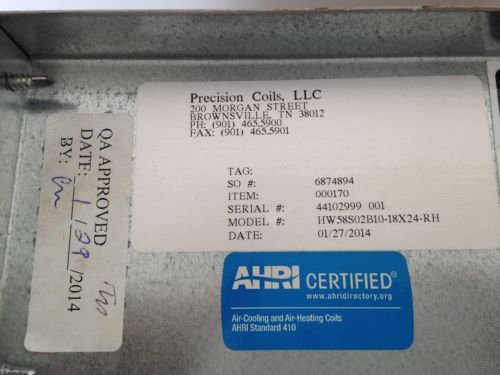 Precision Coils, LLC
200 MORGAN STREET
BROWNSVILLE, TN 38012
PH: (901) 465.5900
FAX: (901) 465.5901
TAG:
SO #: 6874894
ITEM: 000170
SERIAL #: 44102999 001
MODEL #: HW58S02B10-18X24-RH
DATE: 01/27/2014
QA APPROVED
DATE: 1/29/2014
BY:
AHRI CERTIFIED®
www.ahridirectory.org
Air-Cooling and Air-Heating Coils
AHRI Standard 410